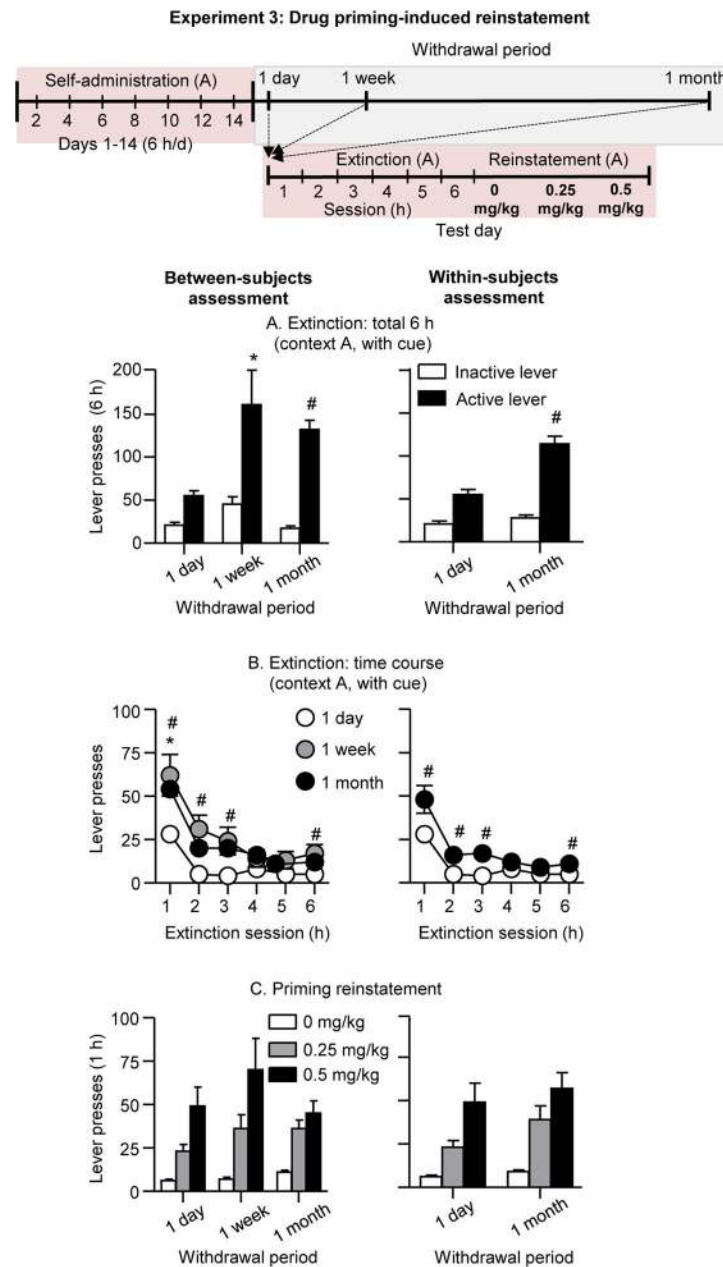 Experiment 3: Drug priming-induced reinstatement
Withdrawal period
Self-administration (A)
1 day
1 week
1 month
2 4 6 8 10 12 14
Days 1-14 (6 h/d)
Extinction (A)
Reinstatement (A)
1 2 3 4 5 6
0 mg/kg
0.25 mg/kg
0.5 mg/kg
Session (h)
Test day
Between-subjects
assessment
Within-subjects
assessment
A. Extinction: total 6 h
(context A, with cue)
Lever presses (6 h)
200
150
100
50
0
*
#
1 day
1 week
1 month
Withdrawal period
Inactive lever
Active lever
#
1 day
1 month
Withdrawal period
B. Extinction: time course
(context A, with cue)
Lever presses
100
75
50
25
0
#
*
#
#
#
1 day
1 week
1 month
1 2 3 4 5 6
Extinction session (h)
#
#
#
#
1 2 3 4 5 6
Extinction session (h)
C. Priming reinstatement
Lever presses (1 h)
100
75
50
25
0
0 mg/kg
0.25 mg/kg
0.5 mg/kg
1 day
1 week
1 month
Withdrawal period
1 day
1 month
Withdrawal period